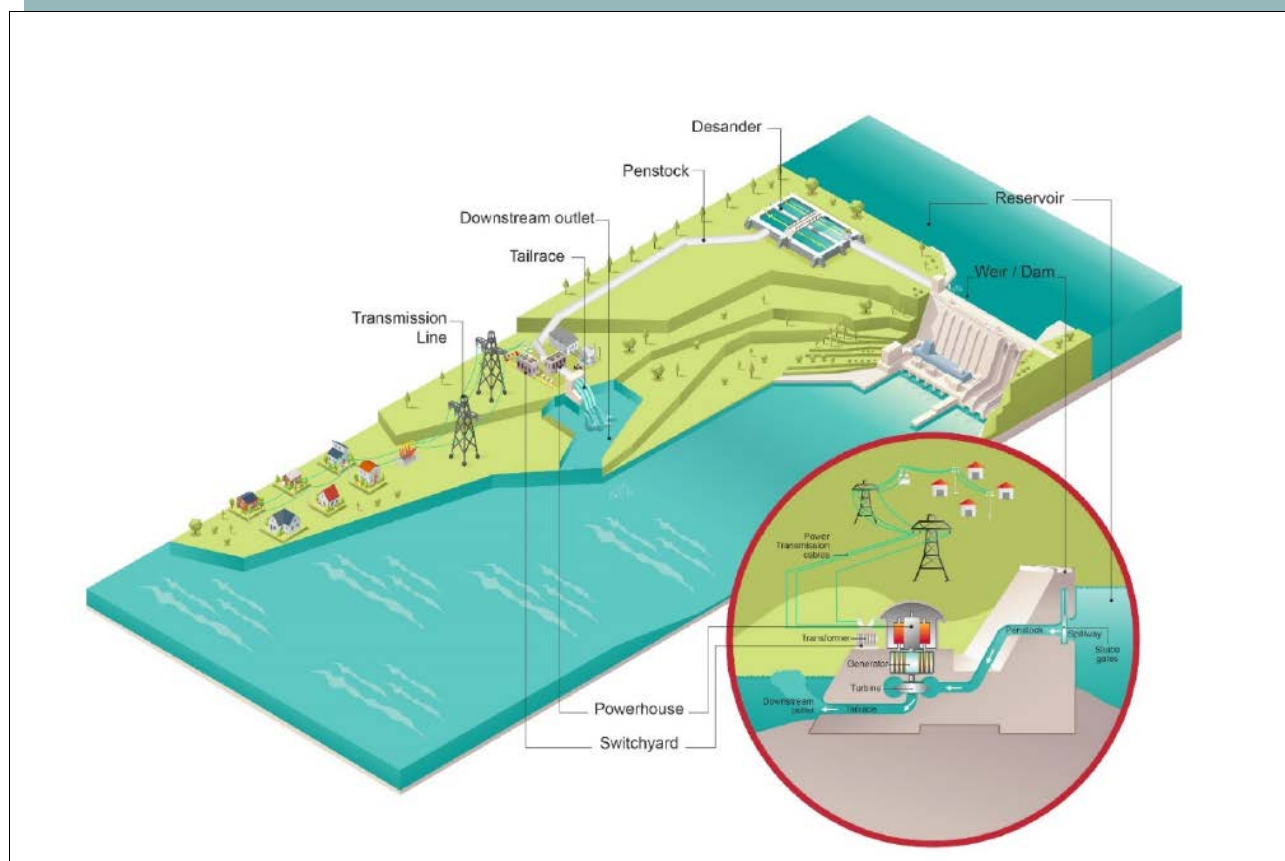 Desander
Penstock
Reservoir
Downstream outlet
Tailrace
Weir / Dam
Transmission
Line
Power
Transmission
cables
Penstock
Spillway
Transformer
Sluice
gates
Generator
Turbine
Downstream
outlet
Tailrace
Powerhouse
Switchyard